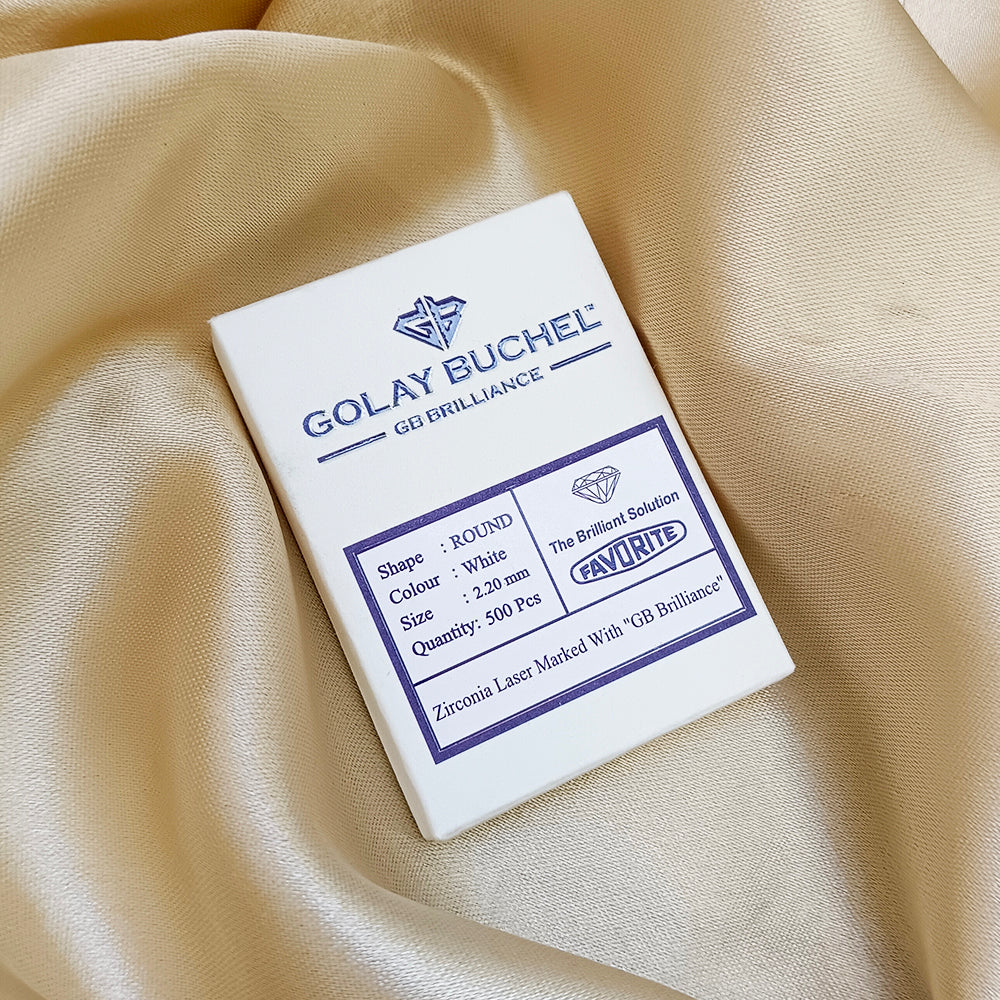 GB
GOLAY BUCHEL™
GB BRILLIANCE
Shape : ROUND
Colour : White
Size : 2.20 mm
Quantity: 500 Pcs
The Brilliant Solution
FAVORITE
Zirconia Laser Marked With "GB Brilliance"